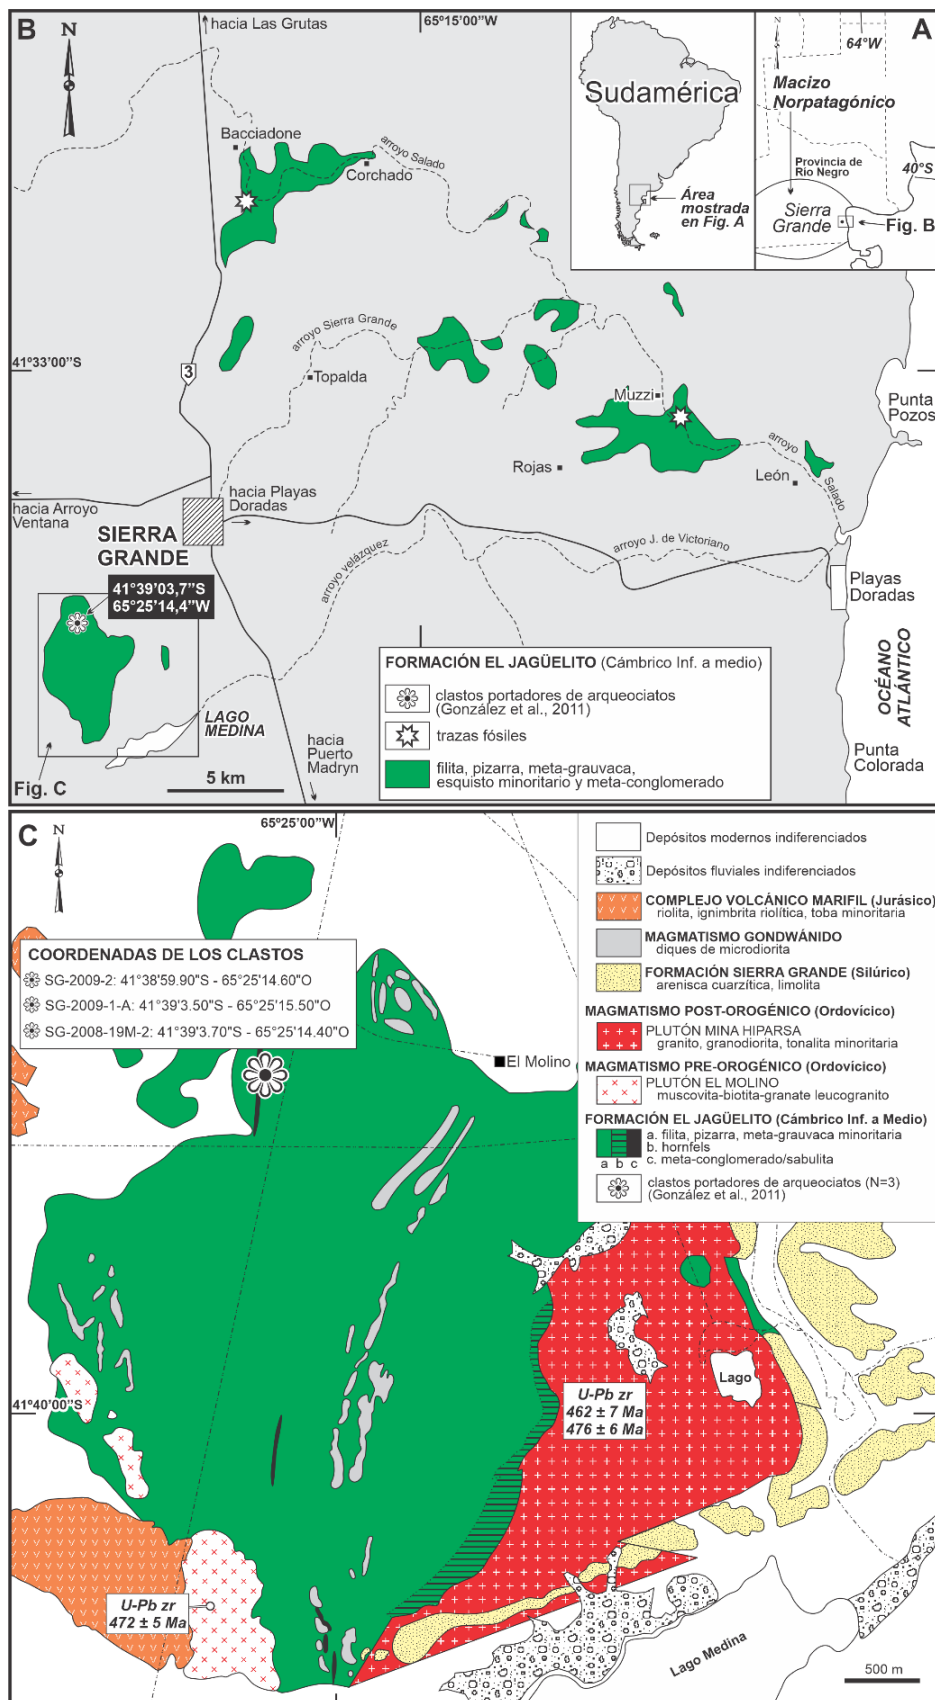 B
N
hacia Las Grutas
65º15'00''W
Bacciadone
Corchado
arroyo Salado
Sudamérica
Área
mostrada
en Fig. A
A
N
64°W
Macizo
Norpatagónico
Provincia de
Río Negro
40°S
Sierra
Grande
Fig. B
41°33'00''S
3
arroyo Sierra Grande
Topalda
Muzzi
Punta
Pozos
Rojas
León
arroyo
Salado
hacia Arroyo
Ventana
hacia Playas
Doradas
SIERRA
GRANDE
41°39'03,7''S
65°25'14,4''W
arroyo velázquez
arroyo J. de Victoriano
Playas
Doradas
OCÉANO
ATLÁNTICO
LAGO
MEDINA
hacia
Puerto
Madryn
Punta
Colorada
Fig. C
5 km
FORMACIÓN EL JAGÜELITO (Cámbrico Inf. a medio)
clastos portadores de arqueociatos
(González et al., 2011)
trazas fósiles
filita, pizarra, meta-grauvaca,
esquisto minoritario y meta-conglomerado
C
N
65°25'00''W
COORDENADAS DE LOS CLASTOS
SG-2009-2: 41°38'59.90"S - 65°25'14.60"O
SG-2009-1-A: 41°39'3.50"S - 65°25'15.50"O
SG-2008-19M-2: 41°39'3.70"S - 65°25'14.40"O
El Molino
Depósitos modernos indiferenciados
Depósitos fluviales indiferenciados
COMPLEJO VOLCÁNICO MARIFIL (Jurásico)
riolita, ignimbrita riolítica, toba minoritaria
MAGMATISMO GONDWÁNIDO
diques de microdiorita
FORMACIÓN SIERRA GRANDE (Silúrico)
arenisca cuarzítica, limolita
MAGMATISMO POST-OROGÉNICO (Ordovícico)
PLUTÓN MINA HIPARSA
granito, granodiorita, tonalita minoritaria
MAGMATISMO PRE-OROGÉNICO (Ordovícico)
PLUTÓN EL MOLINO
muscovita-biotita-granate leucogranito
FORMACIÓN EL JAGÜELITO (Cámbrico Inf. a Medio)
a. filita, pizarra, meta-grauvaca minoritaria
b. hornfels
c. meta-conglomerado/sabulita
a b c
clastos portadores de arqueociatos (N=3)
(González et al., 2011)
Lago
41°40'00''S
U-Pb zr
462 ± 7 Ma
476 ± 6 Ma
U-Pb zr
472 ± 5 Ma
Lago Medina
500 m